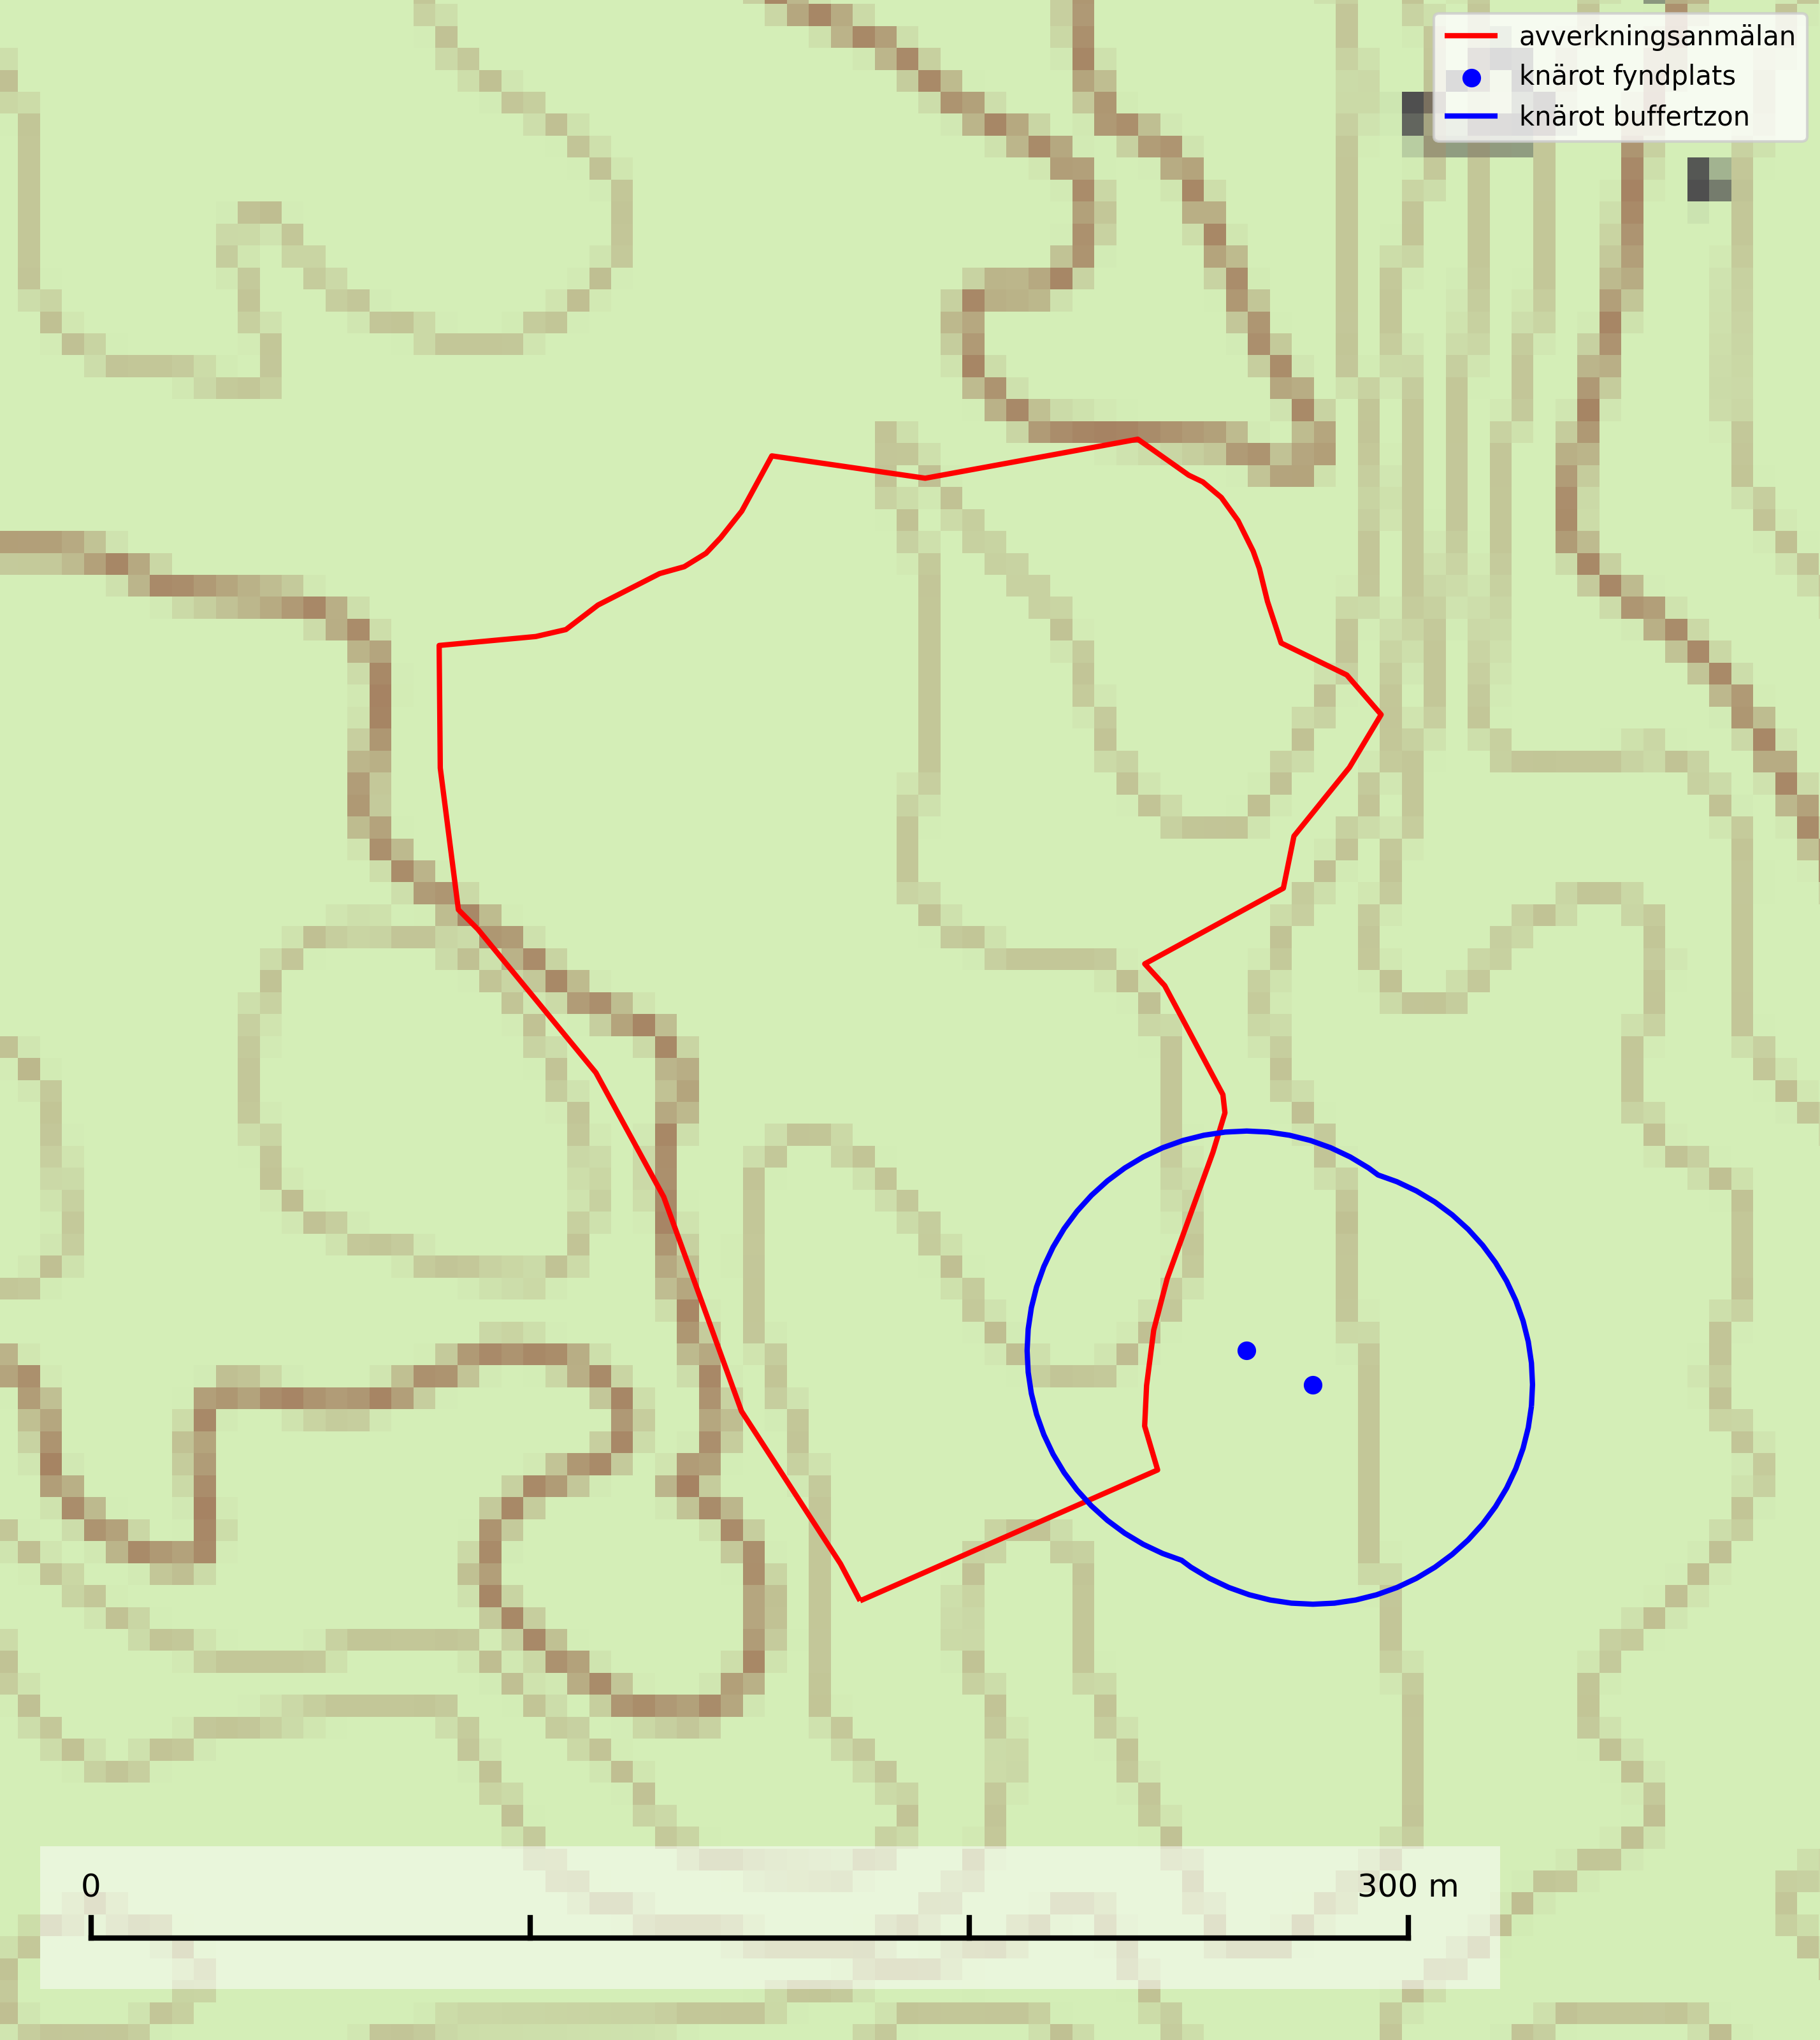 avverkningsanmälan
knärot fyndplats
knärot buffertzon
0
300 m